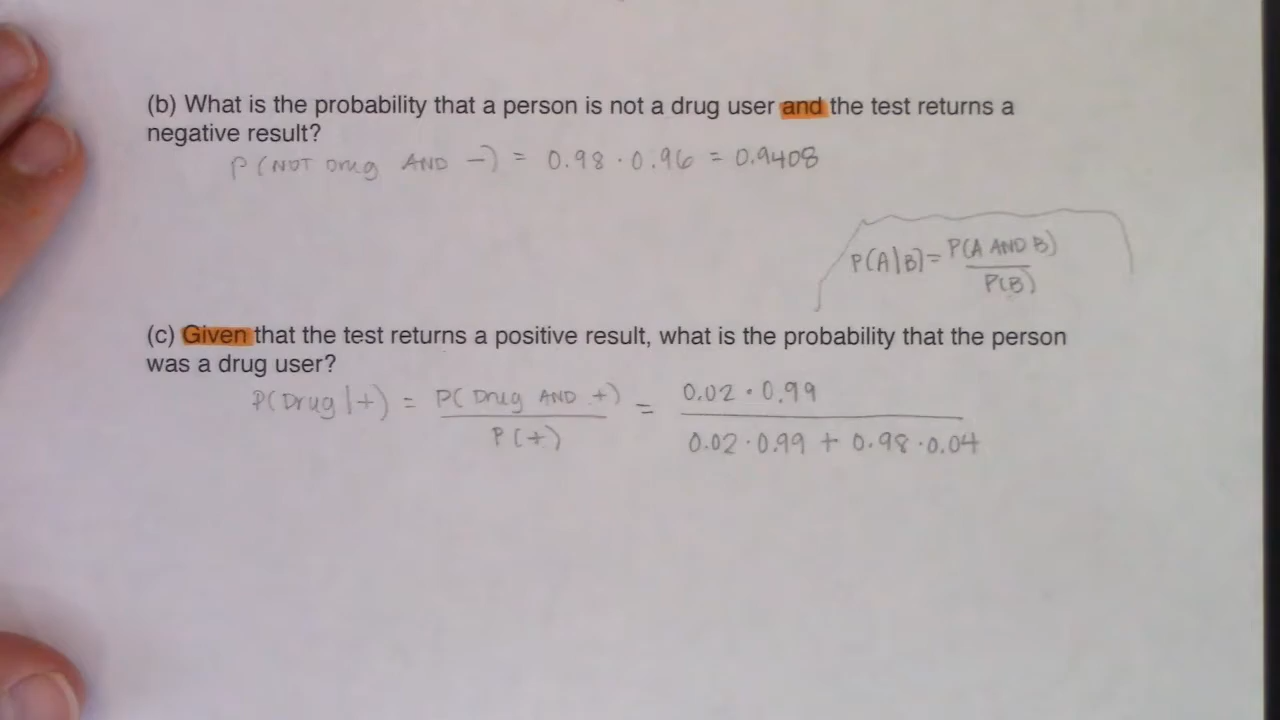 (b) What is the probability that a person is not a drug user and the test returns a
negative result?
P(NOT Drug AND -) = 0.98 · 0.96 = 0.9408
P(A|B) = P(A AND B) / P(B)
(c) Given that the test returns a positive result, what is the probability that the person
was a drug user?
P(Drug | +) = P(Drug AND +) / P(+) = 0.02 · 0.99 / 0.02 · 0.99 + 0.98 · 0.04